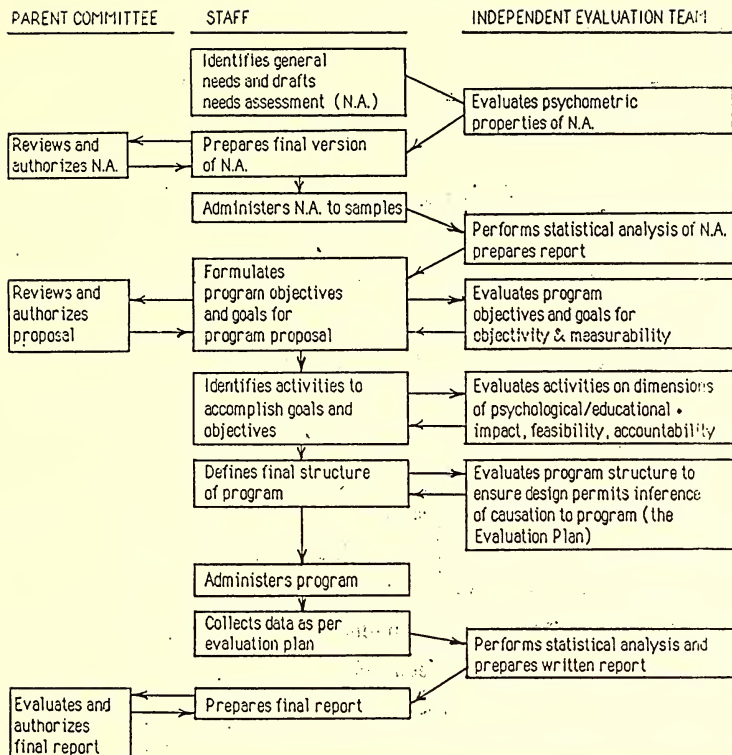 PARENT COMMITTEE
STAFF
INDEPENDENT EVALUATION TEAM
Identifies general
needs and drafts
needs assessment (N.A.)
Evaluates psychometric
properties of N.A.
Reviews and
authorizes N.A.
Prepares final version
of N.A.
Administers N.A. to samples
Performs statistical analysis of N.A.
prepares report
Formulates
program objectives
and goals for
program proposal
Reviews and
authorizes
proposal
Evaluates program
objectives and goals for
objectivity & measurability
Identifies activities to
accomplish goals and
objectives
Evaluates activities on dimensions
of psychological/educational
impact, feasibility, accountability
Defines final structure
of program
Evaluates program structure to
ensure design permits inference
of causation to program (the
Evaluation Plan)
Administers program
Collects data as per
evaluation plan
Performs statistical analysis and
prepares written report
Evaluates and
authorizes
final report
Prepares final report